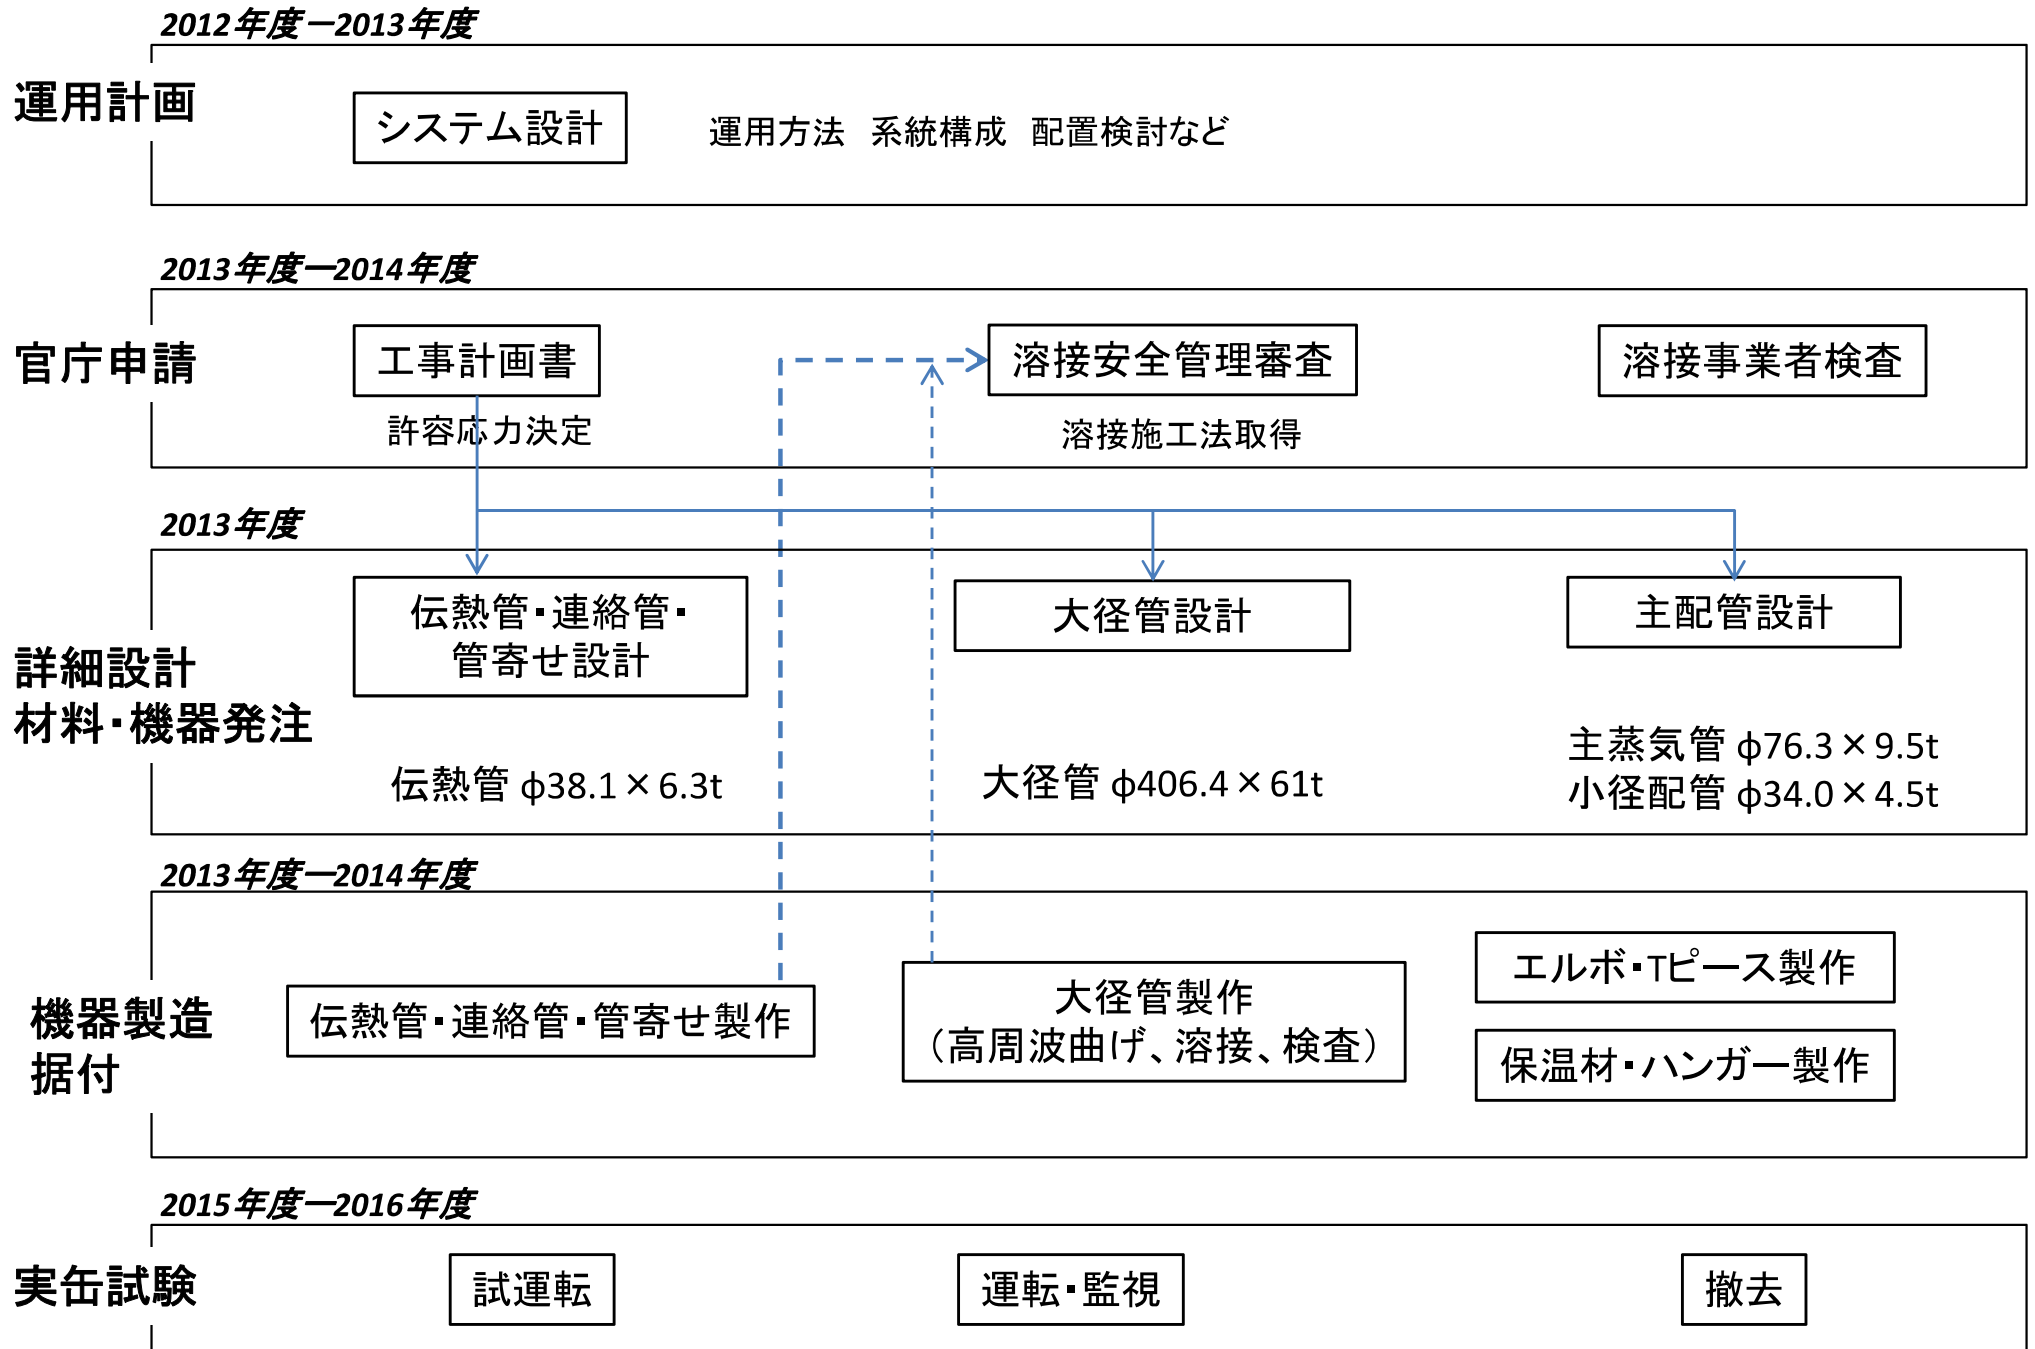 2012年度ー2013年度
運用計画
システム設計
運用方法　系統構成　配置検討など
2013年度ー2014年度
官庁申請
工事計画書
溶接安全管理審査
溶接事業者検査
許容応力決定
溶接施工法取得
2013年度
詳細設計
材料・機器発注
伝熱管・連絡管・
管寄せ設計
大径管設計
主配管設計
伝熱管 φ38.1×6.3t
大径管 φ406.4×61t
主蒸気管 φ76.3×9.5t
小径配管 φ34.0×4.5t
2013年度ー2014年度
機器製造
据付
伝熱管・連絡管・管寄せ製作
大径管製作
（高周波曲げ、溶接、検査）
エルボ・Tピース製作
保温材・ハンガー製作
2015年度ー2016年度
実缶試験
試運転
運転・監視
撤去